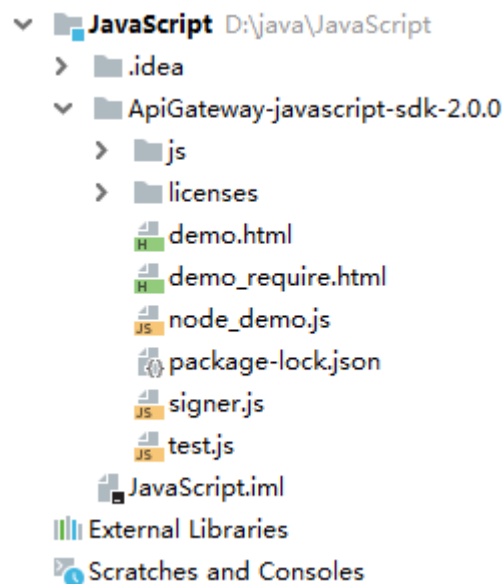 JavaScript D:\java\JavaScript
.idea
ApiGateway-javascript-sdk-2.0.0
js
licenses
demo.html
demo_require.html
node_demo.js
package-lock.json
signer.js
test.js
JavaScript.iml
External Libraries
Scratches and Consoles